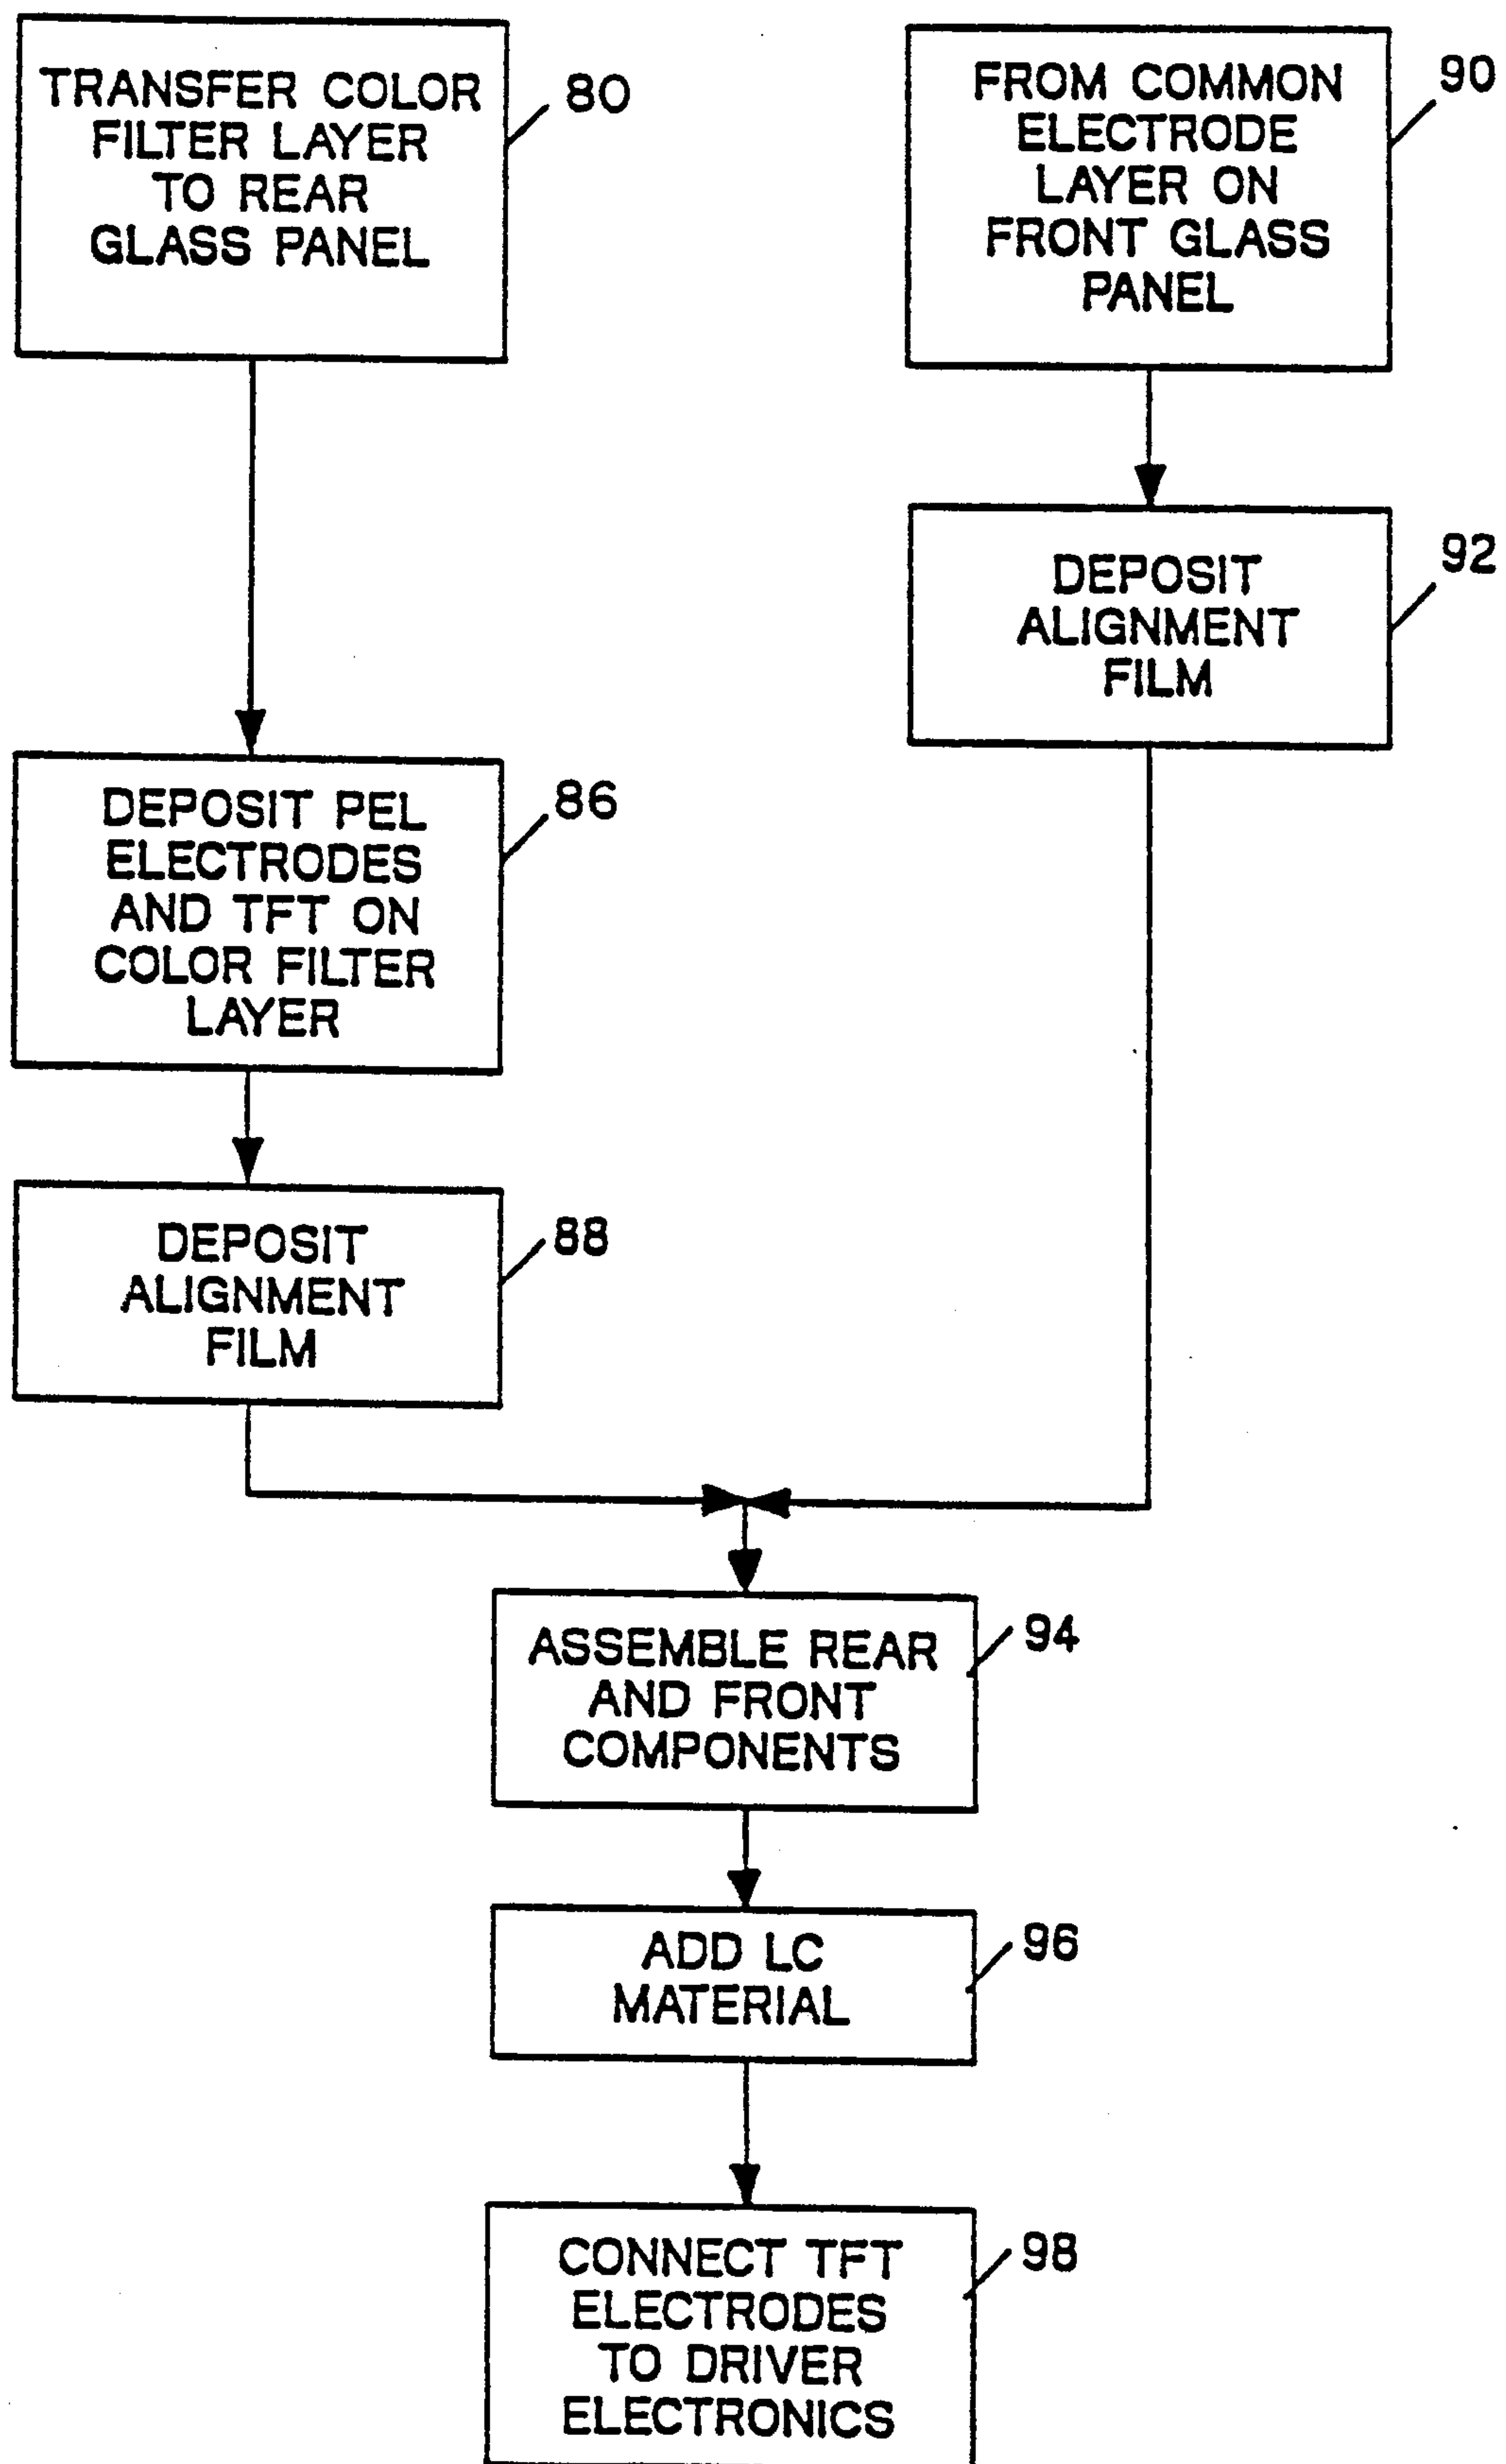 TRANSFER COLOR
FILTER LAYER
TO REAR
GLASS PANEL
80
FROM COMMON
ELECTRODE
LAYER ON
FRONT GLASS
PANEL
90
DEPOSIT
ALIGNMENT
FILM
92
DEPOSIT PEL
ELECTRODES
AND TFT ON
COLOR FILTER
LAYER
86
DEPOSIT
ALIGNMENT
FILM
88
ASSEMBLE REAR
AND FRONT
COMPONENTS
94
ADD LC
MATERIAL
96
CONNECT TFT
ELECTRODES
TO DRIVER
ELECTRONICS
98